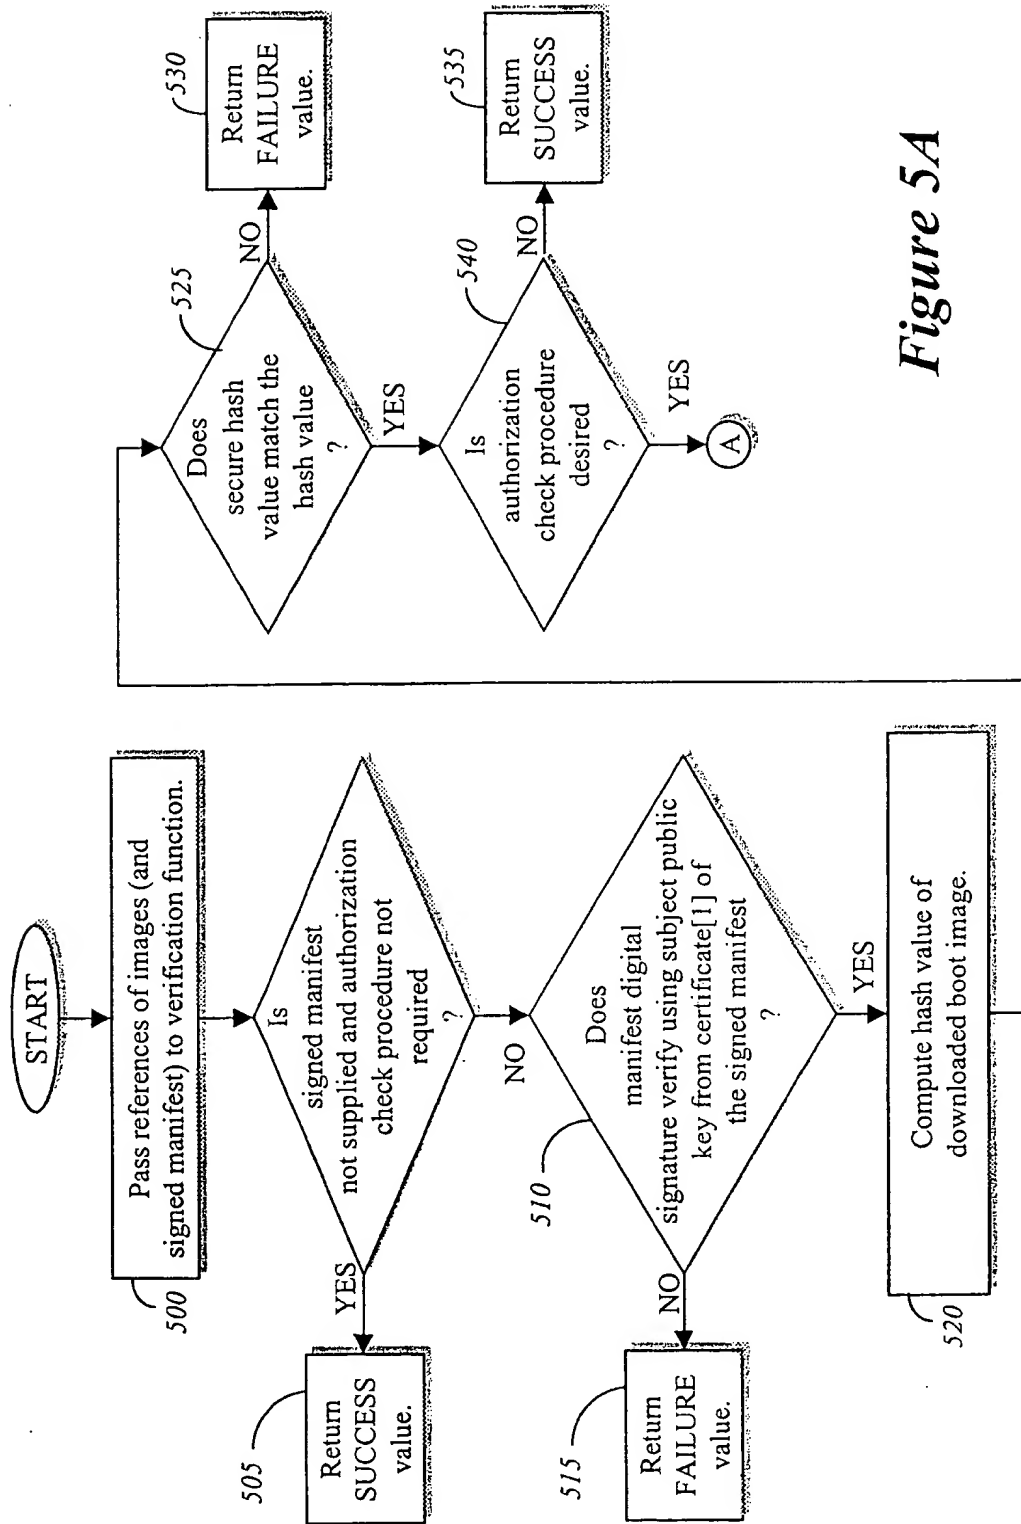 START
Pass references of images (and
signed manifest) to verification function.
500
Is
signed manifest
not supplied and authorization
check procedure not
required
?
YES
Return
SUCCESS
value.
505
NO
Does
manifest digital
signature verify using subject public
key from certificate[1] of
the signed manifest
?
510
NO
Return
FAILURE
value.
515
YES
Compute hash value of
downloaded boot image.
520
Does
secure hash
value match the
hash value
?
525
NO
Return
FAILURE
value.
530
YES
Is
authorization
check procedure
desired
?
540
NO
Return
SUCCESS
value.
535
YES
A
Figure 5A